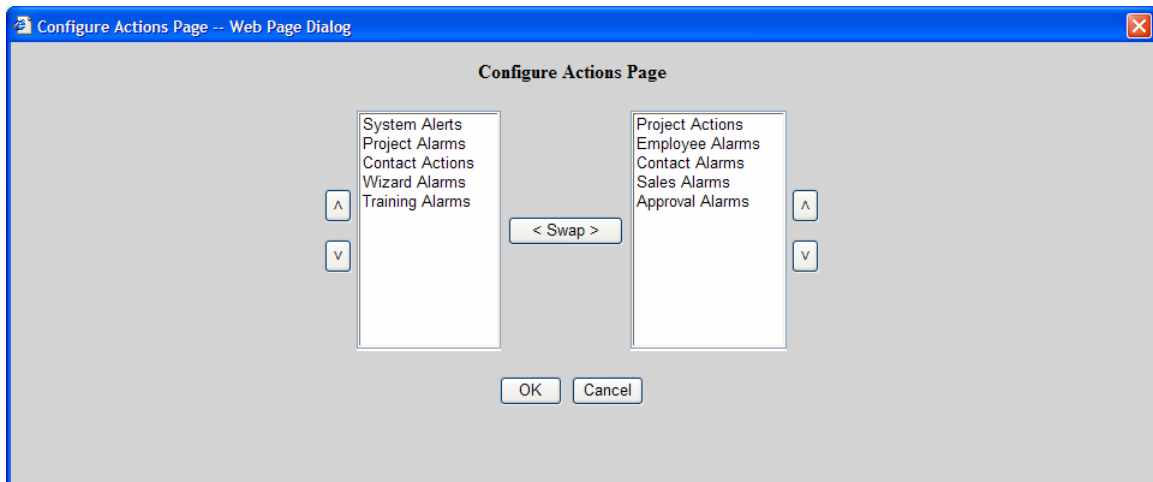 Configure Actions Page -- Web Page Dialog
Configure Actions Page
System Alerts
Project Alarms
Contact Actions
Wizard Alarms
Training Alarms
^
v
< Swap >
Project Actions
Employee Alarms
Contact Alarms
Sales Alarms
Approval Alarms
^
v
OK
Cancel